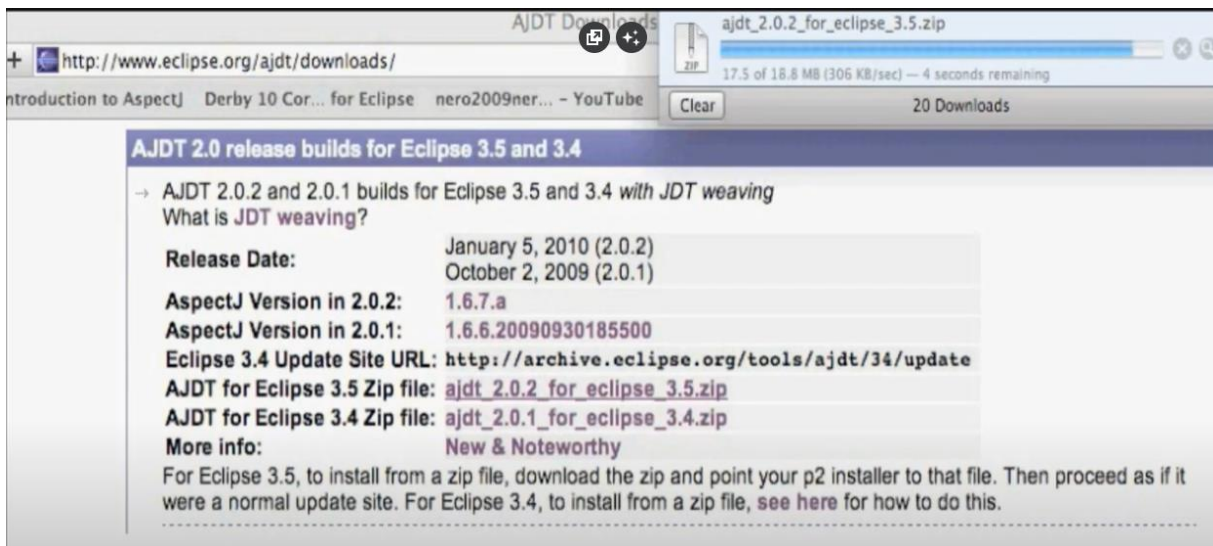 AJDT Downloads
ajdt_2.0.2_for_eclipse_3.5.zip
ZIP
17.5 of 18.8 MB (306 KB/sec) — 4 seconds remaining
http://www.eclipse.org/ajdt/downloads/
ntroduction to AspectJ Derby 10 Cor... for Eclipse nero2009ner... – YouTube
Clear 20 Downloads
AJDT 2.0 release builds for Eclipse 3.5 and 3.4
→ AJDT 2.0.2 and 2.0.1 builds for Eclipse 3.5 and 3.4 with JDT weaving
What is JDT weaving?
Release Date: January 5, 2010 (2.0.2)
October 2, 2009 (2.0.1)
AspectJ Version in 2.0.2: 1.6.7.a
AspectJ Version in 2.0.1: 1.6.6.20090930185500
Eclipse 3.4 Update Site URL: http://archive.eclipse.org/tools/ajdt/34/update
AJDT for Eclipse 3.5 Zip file: ajdt_2.0.2_for_eclipse_3.5.zip
AJDT for Eclipse 3.4 Zip file: ajdt_2.0.1_for_eclipse_3.4.zip
More info: New & Noteworthy
For Eclipse 3.5, to install from a zip file, download the zip and point your p2 installer to that file. Then proceed as if it
were a normal update site. For Eclipse 3.4, to install from a zip file, see here for how to do this.